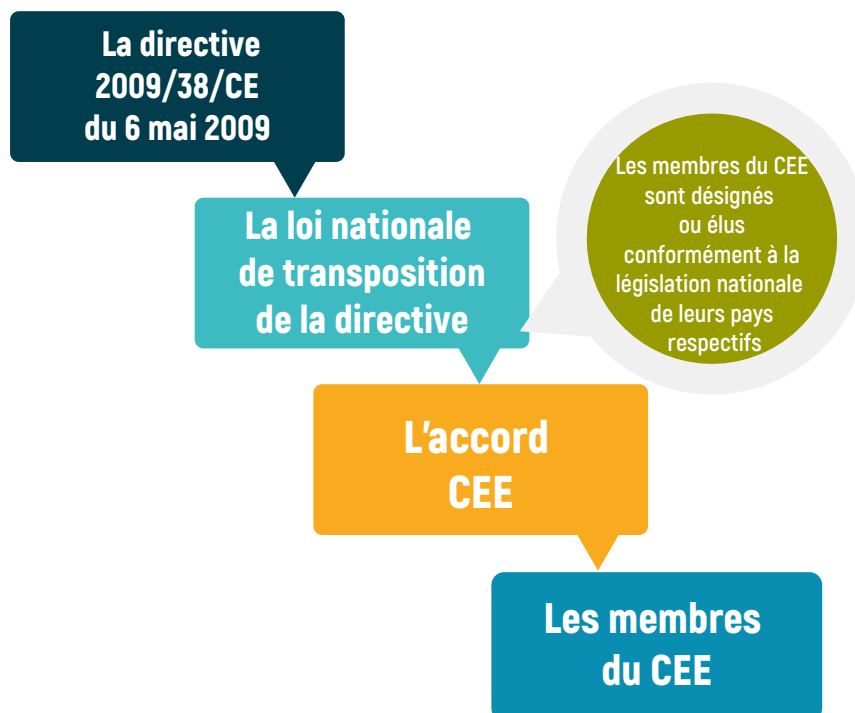 La directive
2009/38/CE
du 6 mai 2009
La loi nationale
de transposition
de la directive
Les membres du CEE
sont désignés
ou élus
conformément à la
législation nationale
de leurs pays
respectifs
L'accord
CEE
Les membres
du CEE